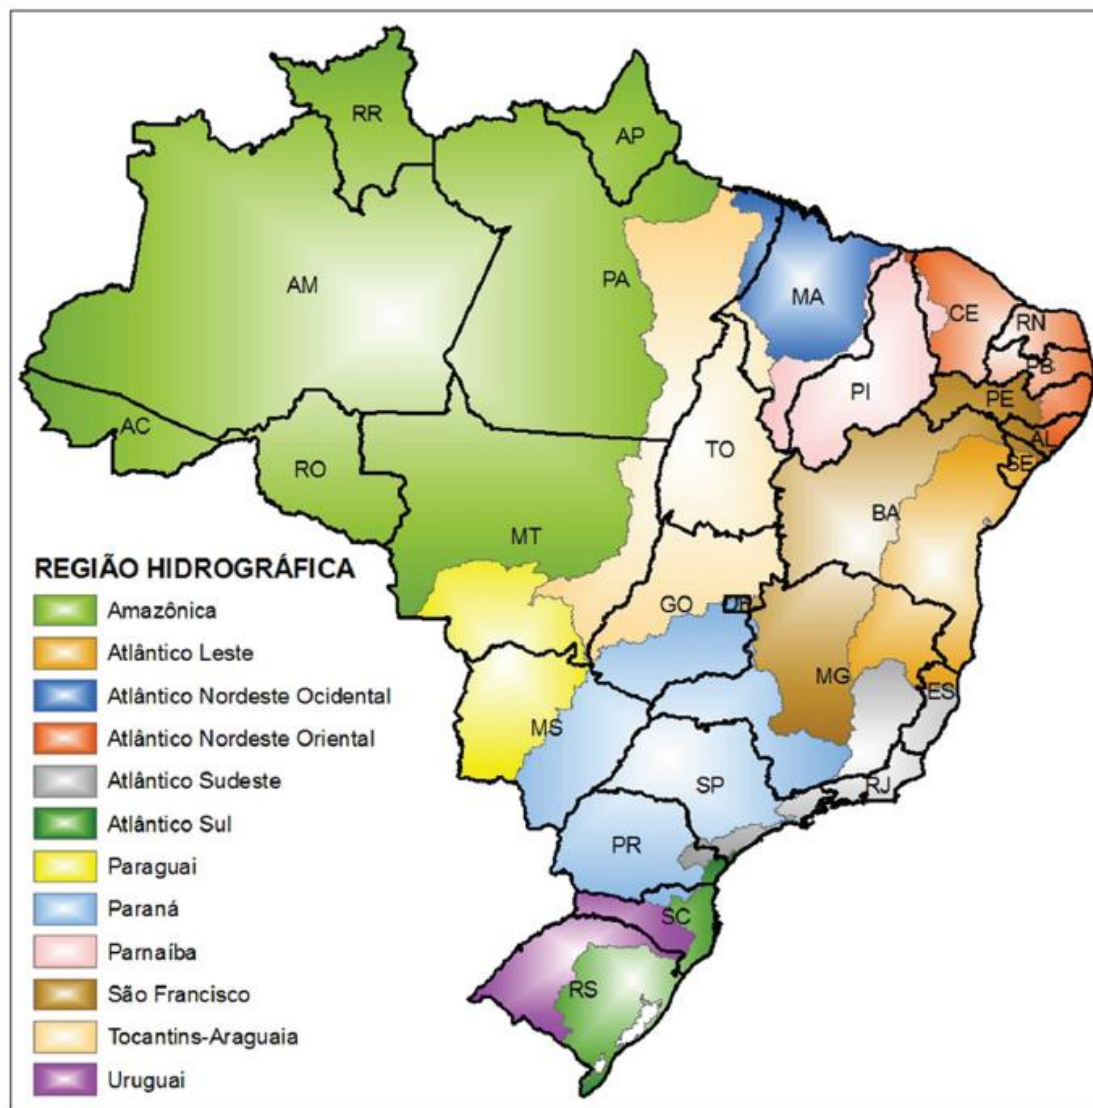 RR
AP
AM
PA
MA
CE
RN
PB
PI
PE
AC
AL
TO
SE
RO
BA
MT
REGIÃO HIDROGRÁFICA
Amazônica
GO
DF
Atlântico Leste
MG
ES
Atlântico Nordeste Ocidental
MS
Atlântico Nordeste Oriental
Atlântico Sudeste
SP
RJ
Atlântico Sul
PR
Paraguai
Paraná
SC
Parnaíba
RS
São Francisco
Tocantins-Araguaia
Uruguai